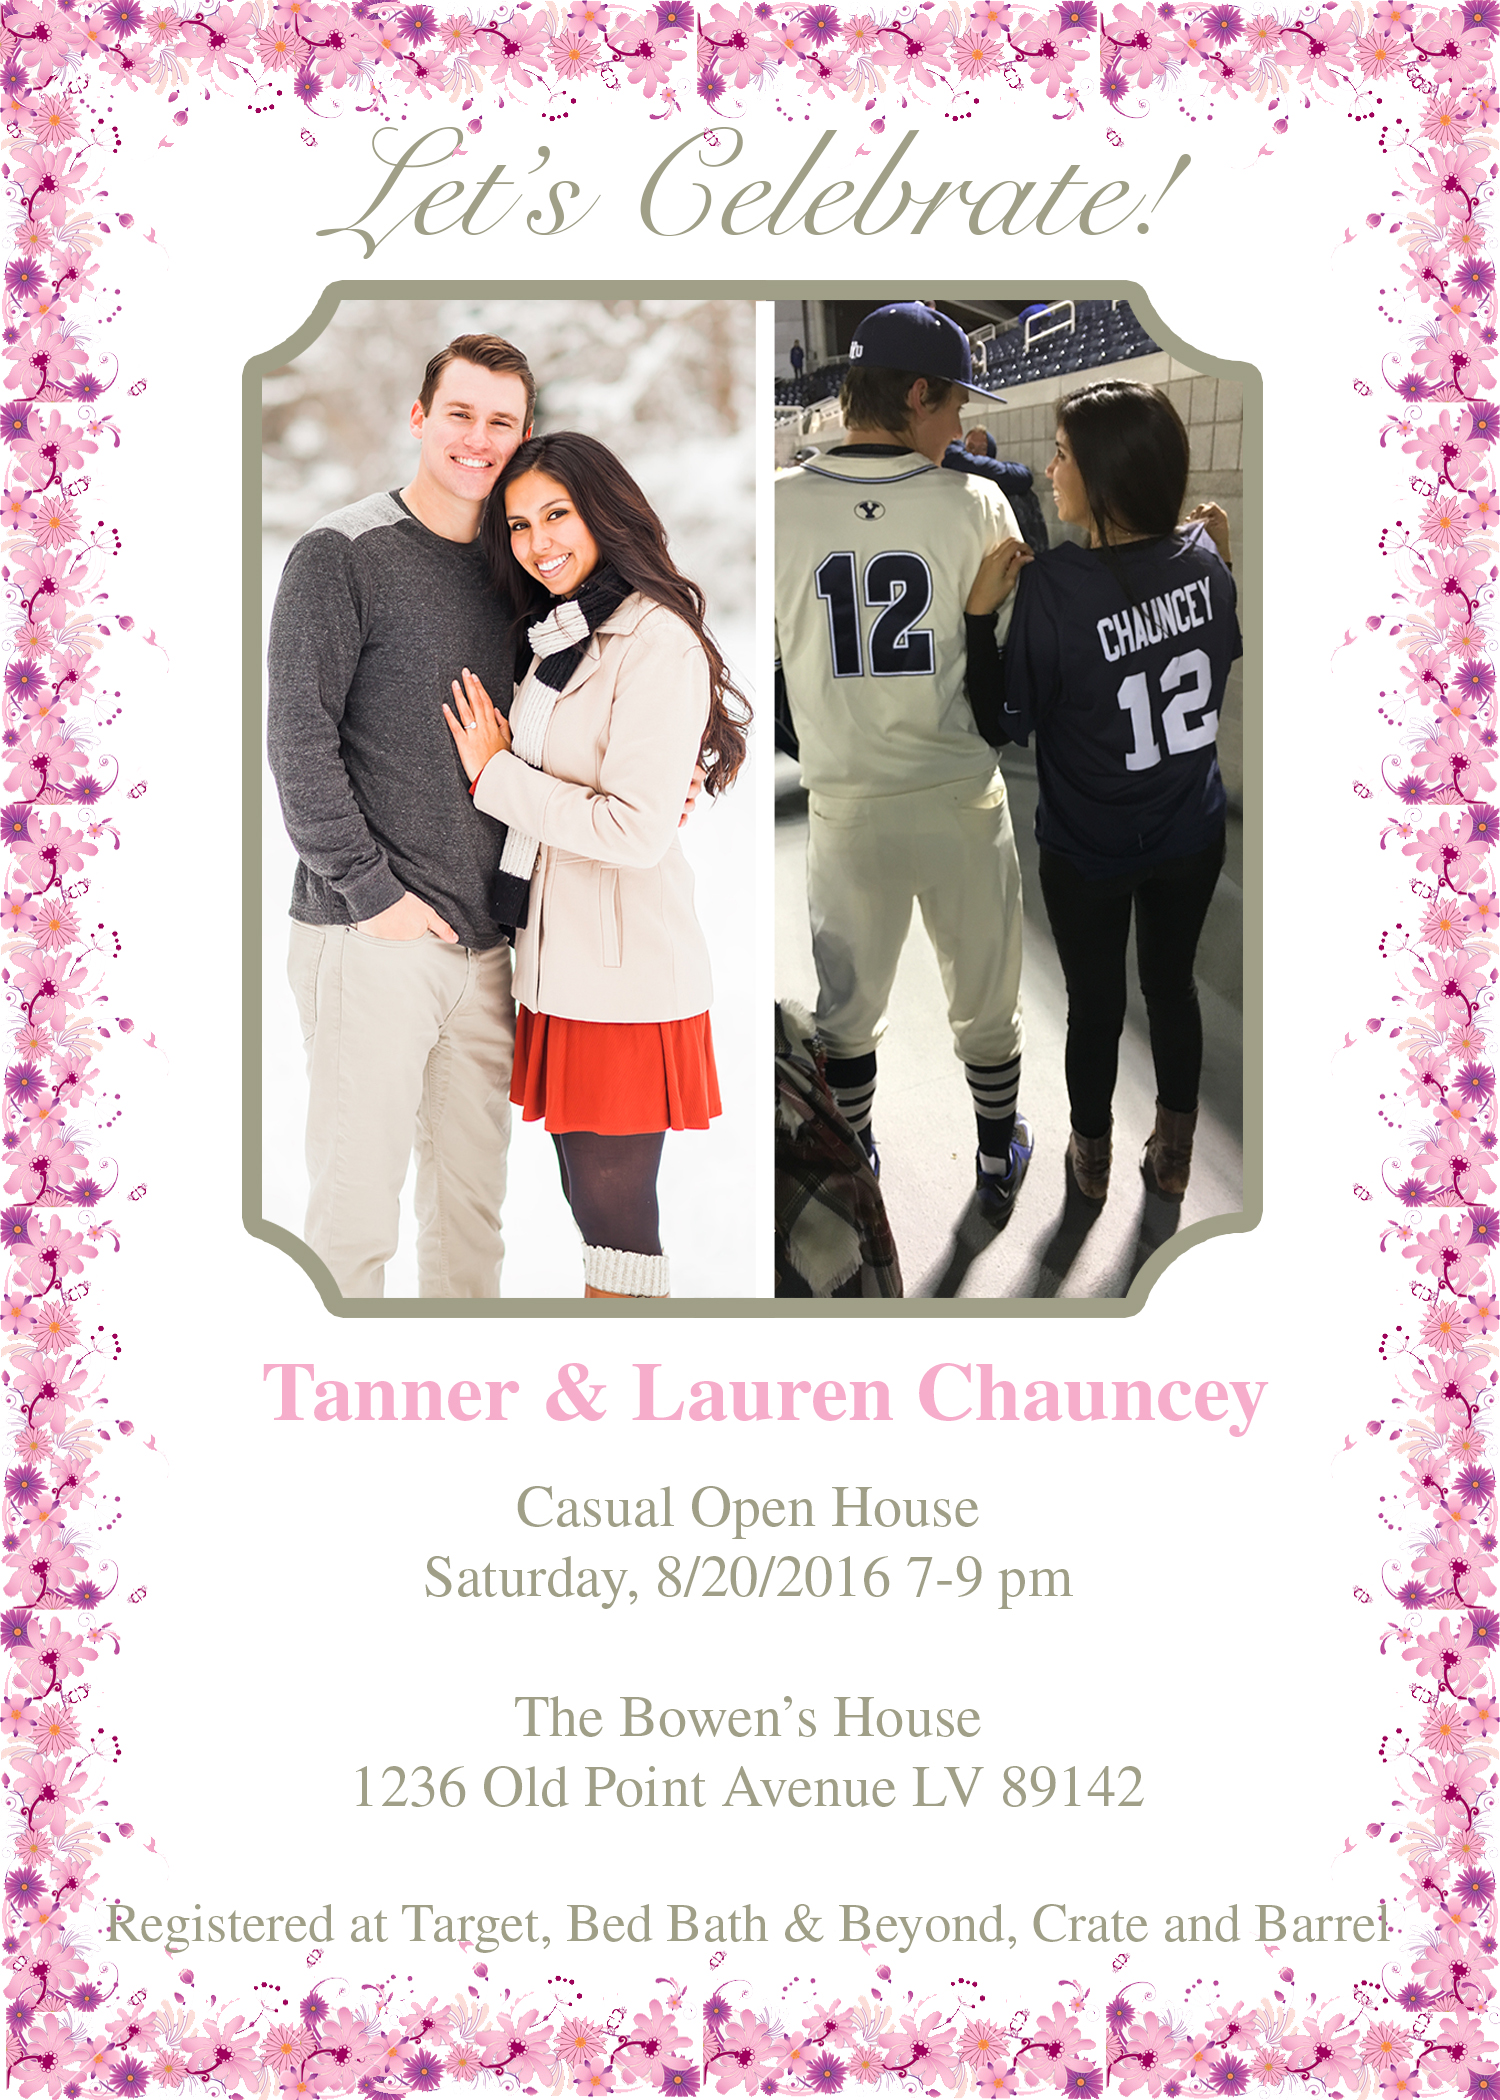 Let's Celebrate!
Y
12
CHAUNCEY
12
Tanner & Lauren Chauncey
Casual Open House
Saturday, 8/20/2016 7-9 pm
The Bowen's House
1236 Old Point Avenue LV 89142
Registered at Target, Bed Bath & Beyond, Crate and Barrel